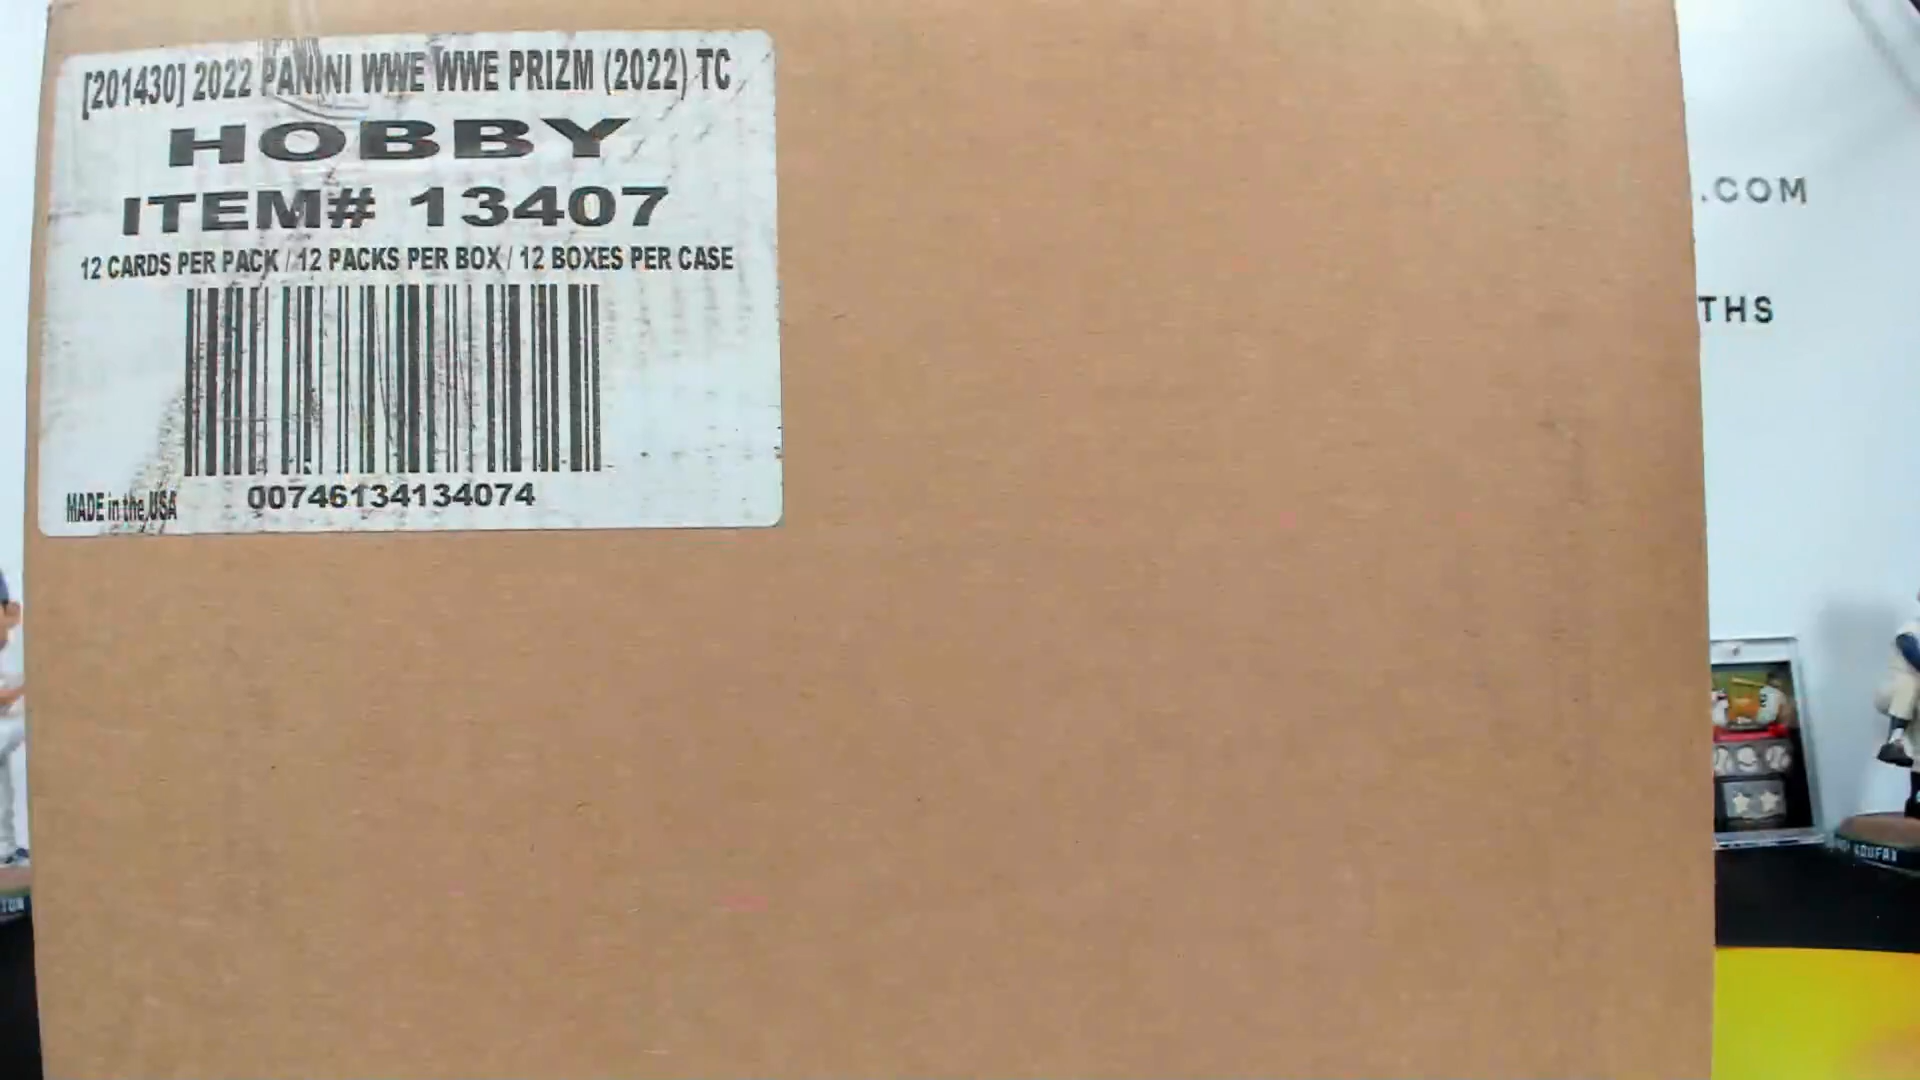 [201430] 2022 PANINI WWE WWE PRIZM (2022) TC
HOBBY
ITEM# 13407
12 CARDS PER PACK / 12 PACKS PER BOX / 12 BOXES PER CASE
00746134134074
MADE in the USA
.COM
THS
KOUFAX